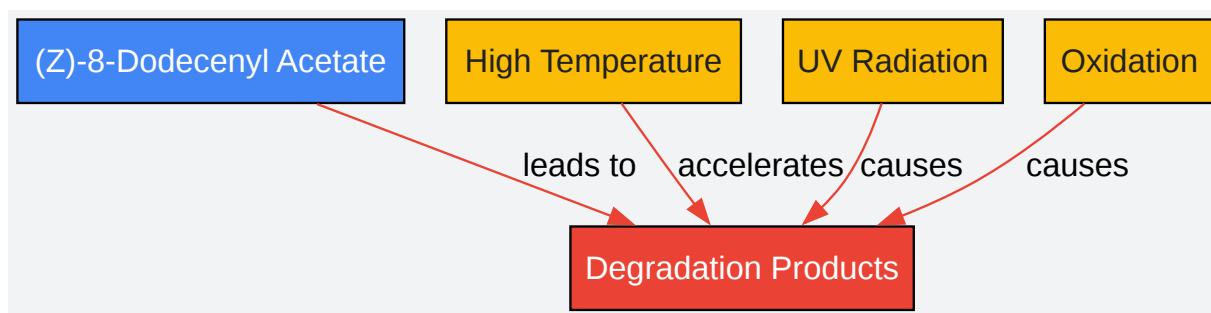 (Z)-8-Dodecenyl Acetate
High Temperature
UV Radiation
Oxidation
leads to
accelerates
causes
causes
Degradation Products